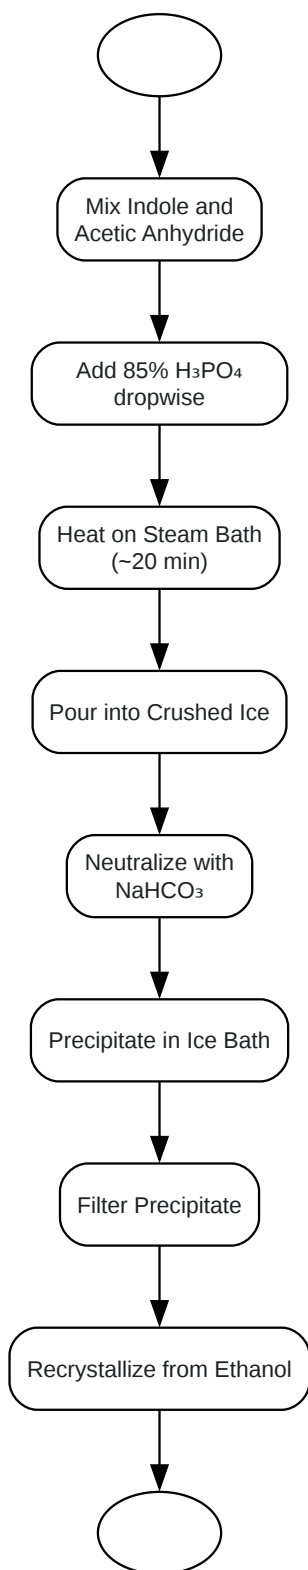 Mix Indole and
Acetic Anhydride
Add 85% H₃PO₄
dropwise
Heat on Steam Bath
(~20 min)
Pour into Crushed Ice
Neutralize with
NaHCO₃
Precipitate in Ice Bath
Filter Precipitate
Recrystallize from Ethanol